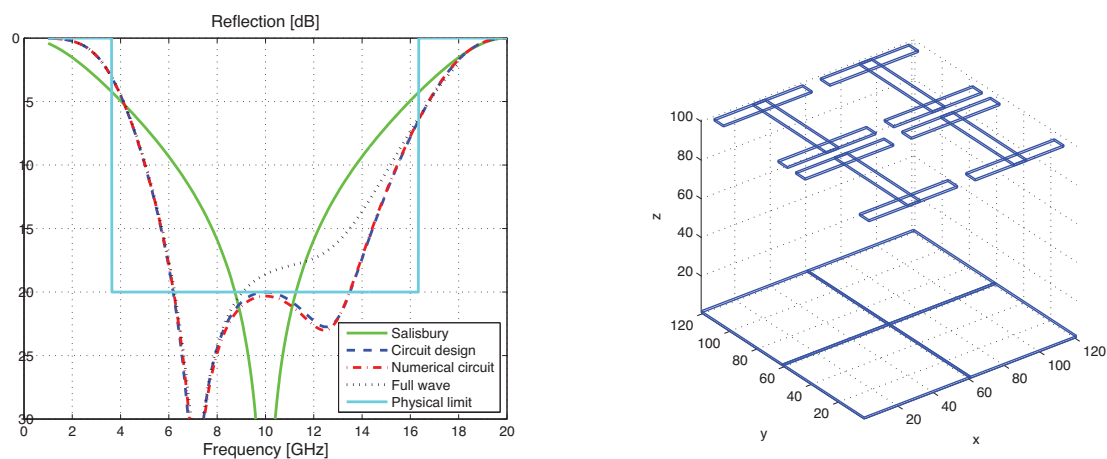 Reflection [dB]
0
5
10
15
20
25
30
0 2 4 6 8 10 12 14 16 18 20
Frequency [GHz]
Salisbury
Circuit design
Numerical circuit
Full wave
Physical limit
100
80
60
40
20
z
120
100
80
60
40
20
y
20
40
60
80
100
120
x